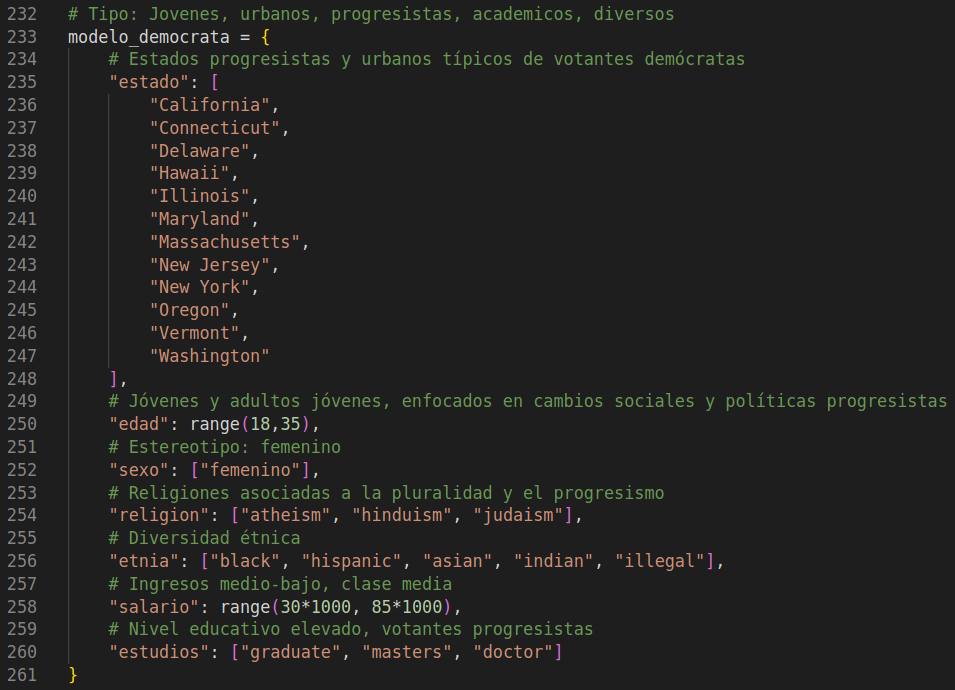 232 # Tipo: Jovenes, urbanos, progresistas, academicos, diversos
233 modelo_democrata = {
234     # Estados progresistas y urbanos típicos de votantes demócratas
235     "estado": [
236         "California",
237         "Connecticut",
238         "Delaware",
239         "Hawaii",
240         "Illinois",
241         "Maryland",
242         "Massachusetts",
243         "New Jersey",
244         "New York",
245         "Oregon",
246         "Vermont",
247         "Washington"
248     ],
249     # Jóvenes y adultos jóvenes, enfocados en cambios sociales y políticas progresistas
250     "edad": range(18,35),
251     # Estereotipo: femenino
252     "sexo": ["femenino"],
253     # Religiones asociadas a la pluralidad y el progresismo
254     "religion": ["atheism", "hinduism", "judaism"],
255     # Diversidad étnica
256     "etnia": ["black", "hispanic", "asian", "indian", "illegal"],
257     # Ingresos medio-bajo, clase media
258     "salario": range(30*1000, 85*1000),
259     # Nivel educativo elevado, votantes progresistas
260     "estudios": ["graduate", "masters", "doctor"]
261 }